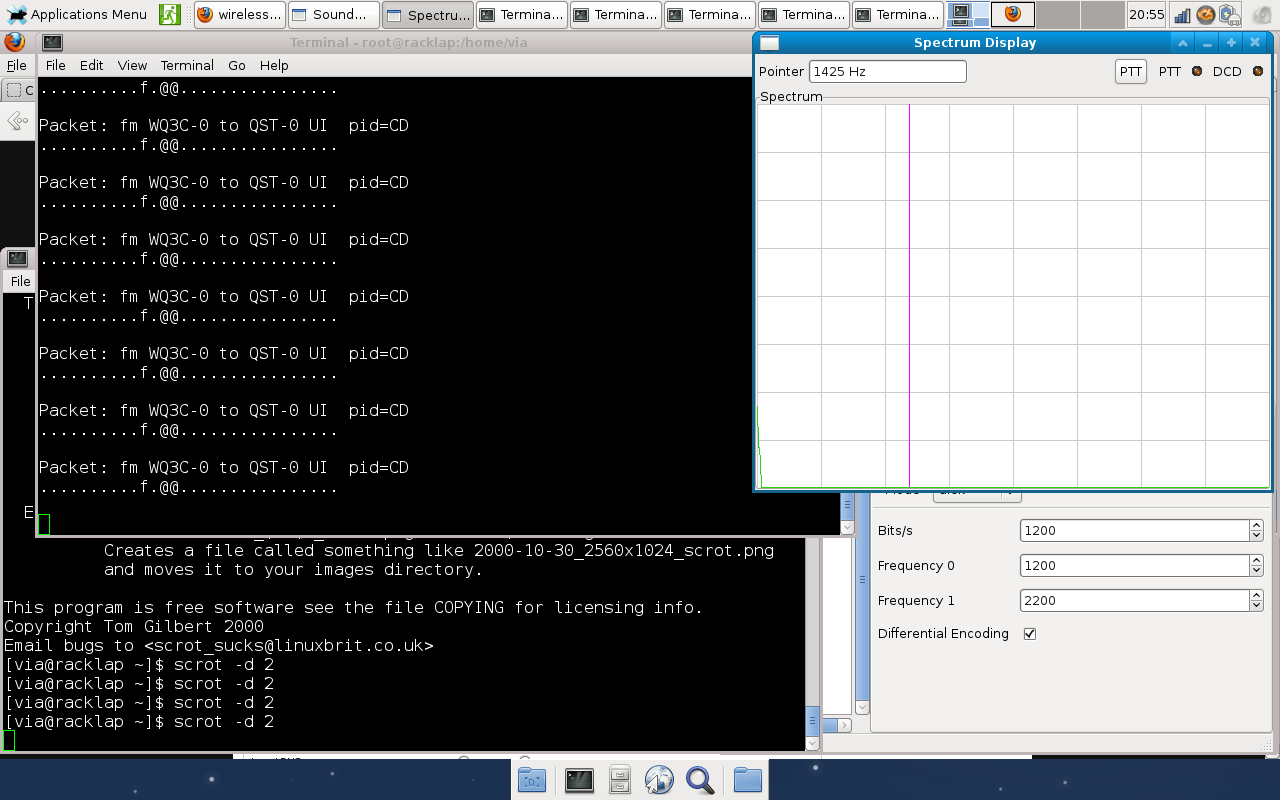 Applications Menu
wireless...
Sound...
Spectru...
Termina...
Termina...
Termina...
Termina...
Termina...
20:55
Terminal - root@racklap:/home/via
File
File Edit View Terminal Go Help
C
..........f.@@................
Packet: fm WQ3C-0 to QST-0 UI  pid=CD
..........f.@@................
Packet: fm WQ3C-0 to QST-0 UI  pid=CD
..........f.@@................
Packet: fm WQ3C-0 to QST-0 UI  pid=CD
..........f.@@................
Packet: fm WQ3C-0 to QST-0 UI  pid=CD
..........f.@@................
Packet: fm WQ3C-0 to QST-0 UI  pid=CD
..........f.@@................
Packet: fm WQ3C-0 to QST-0 UI  pid=CD
..........f.@@................
Packet: fm WQ3C-0 to QST-0 UI  pid=CD
..........f.@@................
Spectrum Display
Pointer 1425 Hz PTT PTT DCD
Spectrum
Bits/s 1200
Frequency 0 1200
Frequency 1 2200
Differential Encoding
File
T
E
Creates a file called something like 2000-10-30_2560x1024_scrot.png
and moves it to your images directory.
This program is free software see the file COPYING for licensing info.
Copyright Tom Gilbert 2000
Email bugs to <scrot_sucks@linuxbrit.co.uk>
[via@racklap ~]$ scrot -d 2
[via@racklap ~]$ scrot -d 2
[via@racklap ~]$ scrot -d 2
[via@racklap ~]$ scrot -d 2